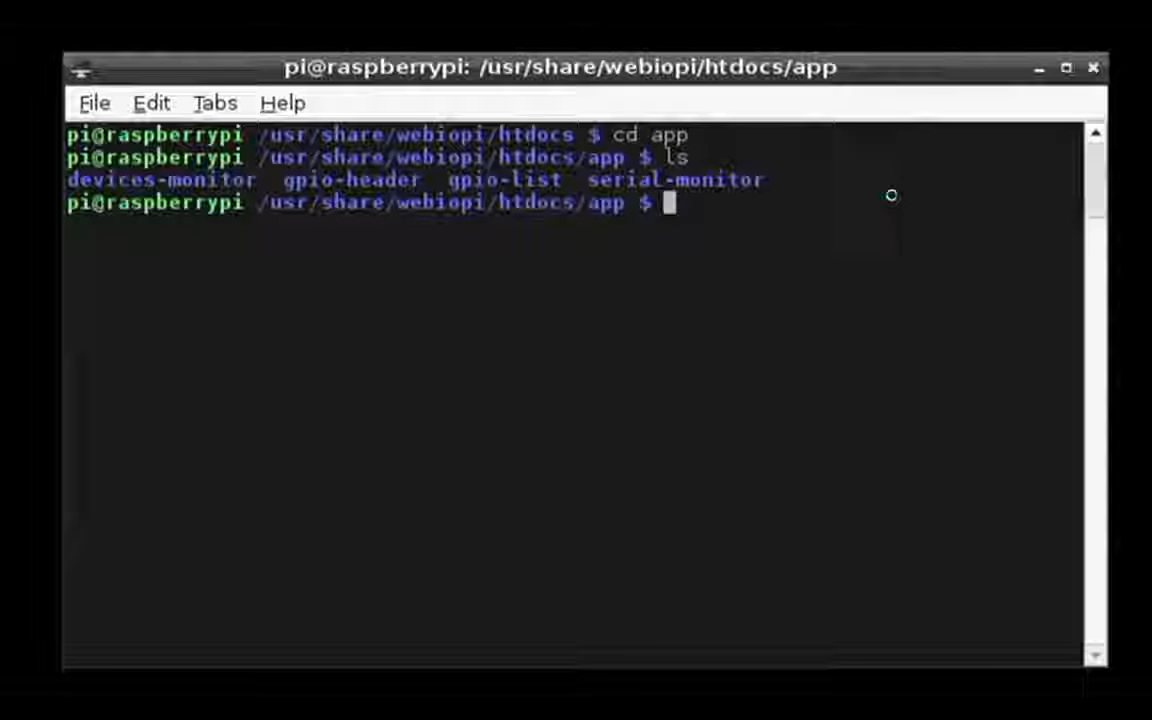 pi@raspberrypi: /usr/share/webiopi/htdocs/app
File Edit Tabs Help
pi@raspberrypi /usr/share/webiopi/htdocs $ cd app
pi@raspberrypi /usr/share/webiopi/htdocs/app $ ls
devices-monitor gpio-header gpio-list serial-monitor
pi@raspberrypi /usr/share/webiopi/htdocs/app $